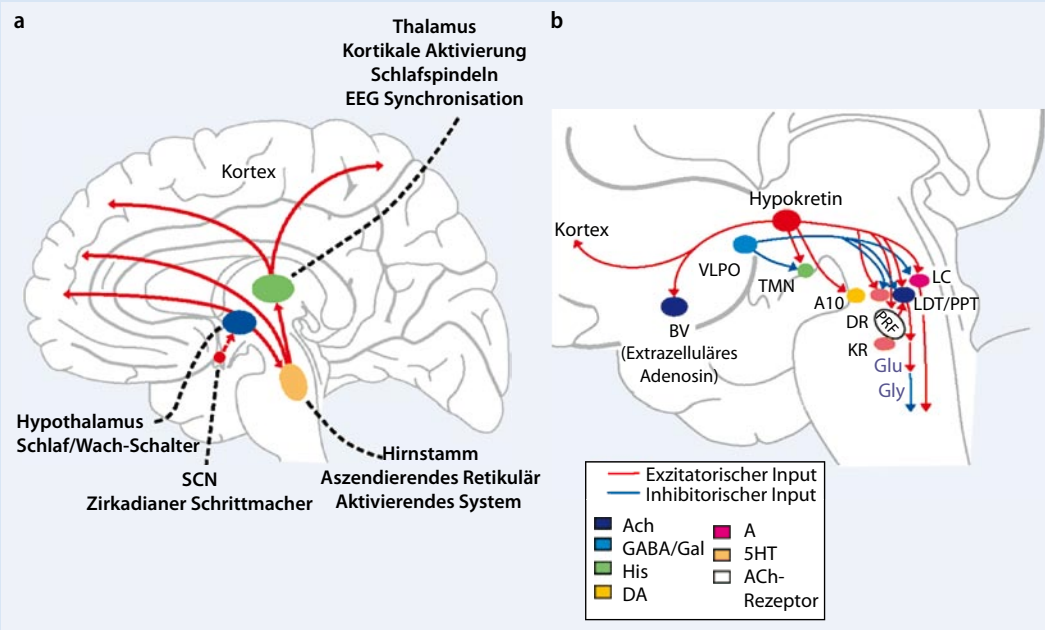 a
Thalamus
Kortikale Aktivierung
Schlafspindeln
EEG Synchronisation
Kortex
Hypothalamus
Schlaf/Wach-Schalter
SCN
Zirkadianer Schrittmacher
Hirnstamm
Aszendierendes Retikulär
Aktivierendes System
b
Hypokretin
Kortex
VLPO
TMN
LC
A10
LDT/PPT
BV
(Extrazelluläres
Adenosin)
DR
PRF
KR
Glu
Gly
Exzitatorischer Input
Inhibitorischer Input
Ach
GABA/Gal
His
DA
A
5HT
ACh-
Rezeptor